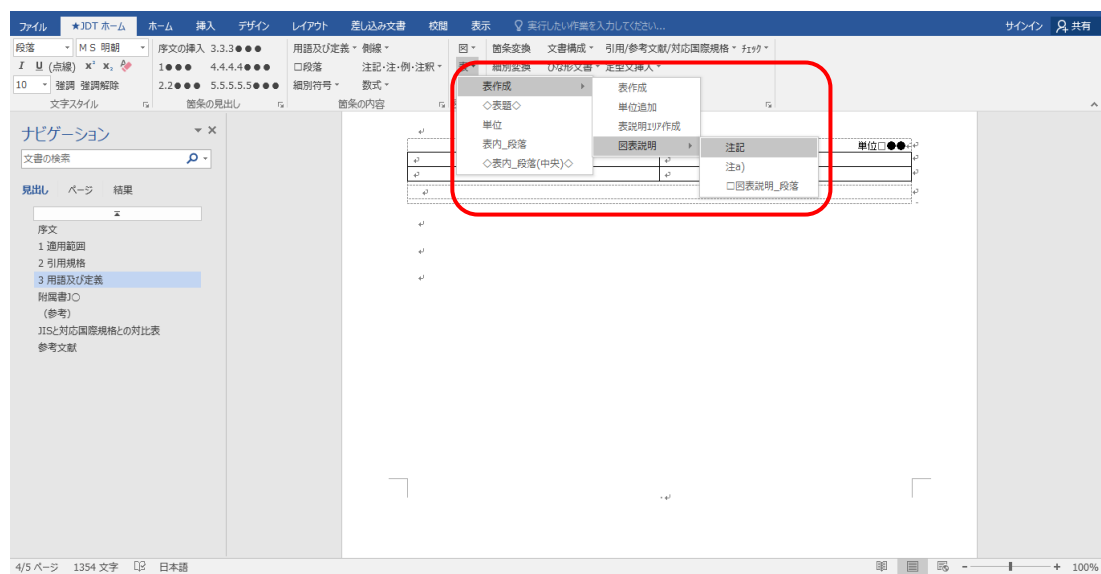 ファイル ★JDT ホーム ホーム 挿入 デザイン レイアウト 差し込み文書 校閲 表示 実行したい作業を入力してください... サインイン 共有
段落 ＭＳ 明朝 序文の挿入 3.3.3●●● 用語及び定義 側線 図 箇条変換 文書構成 引用/参考文献/対応国際規格 ﾁｪｯｸ
I U (点線) x² x₂ 1●●● 4.4.4.4●●● □段落 注記･注･例･注釈 表 細別変換 ひな形文書 定型文挿入
10 強調 強調解除 2.2●●● 5.5.5.5.5●●● 細別符号 数式
文字スタイル 箇条の見出し 箇条の内容
表作成
◇表題◇
単位
表内_段落
◇表内_段落(中央)◇
表作成
単位追加
表説明ｴﾘｱ作成
図表説明
注記
注a)
□図表説明_段落
ナビゲーション
文書の検索
見出し ページ 結果
序文
1 適用範囲
2 引用規格
3 用語及び定義
附属書J○
(参考)
JISと対応国際規格との対比表
参考文献
単位□●●
4/5 ページ 1354 文字 日本語 100%